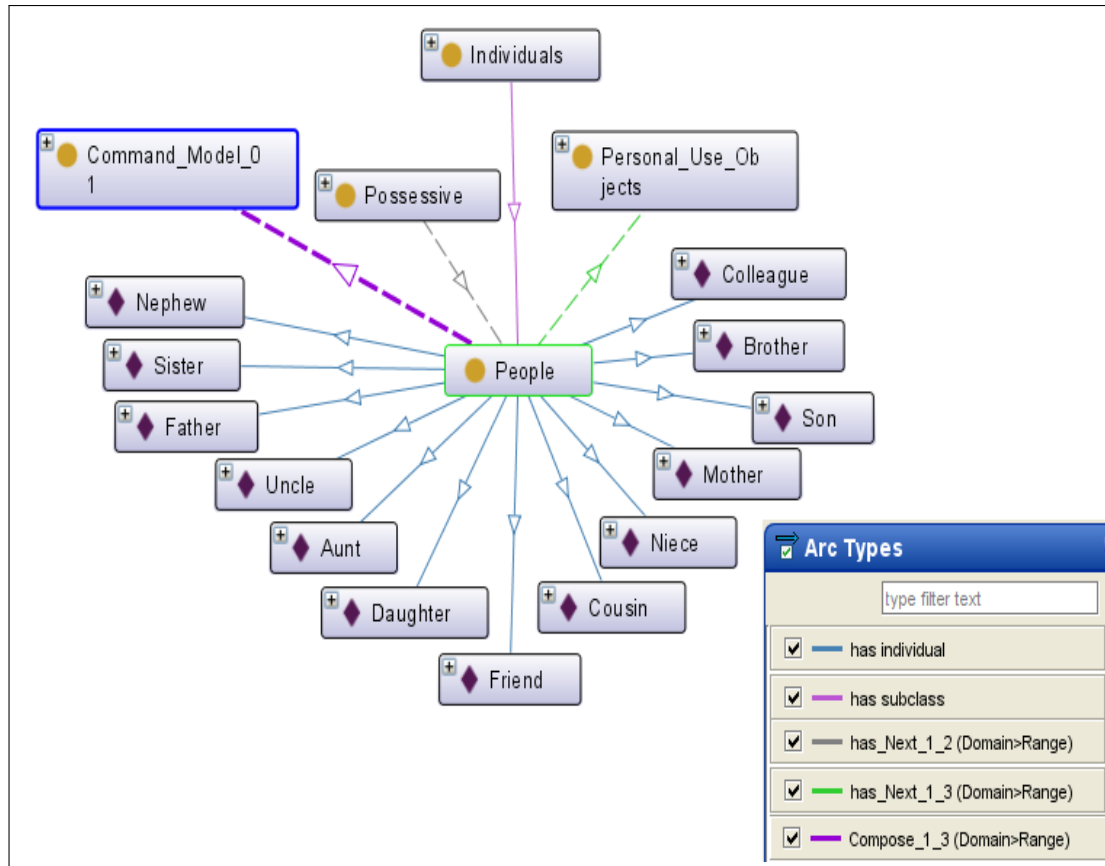 Individuals
Command_Model_0
1
Personal_Use_Ob
jects
Possessive
Colleague
Nephew
Brother
Sister
People
Son
Father
Mother
Uncle
Niece
Aunt
Cousin
Daughter
Friend
Arc Types
type filter text
has individual
has subclass
has_Next_1_2 (Domain>Range)
has_Next_1_3 (Domain>Range)
Compose_1_3 (Domain>Range)